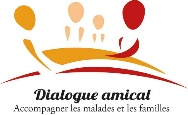 Dialogue amical
Accompagner les malades et les familles